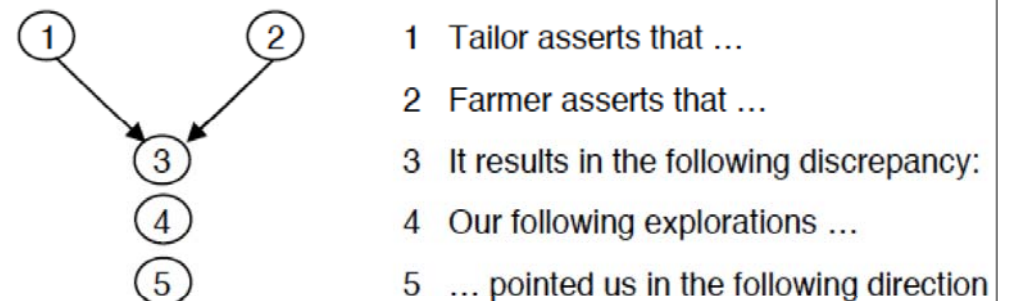 1 2 1 Tailor asserts that …
2 Farmer asserts that …
3 3 It results in the following discrepancy:
4 4 Our following explorations …
5 5 … pointed us in the following direction